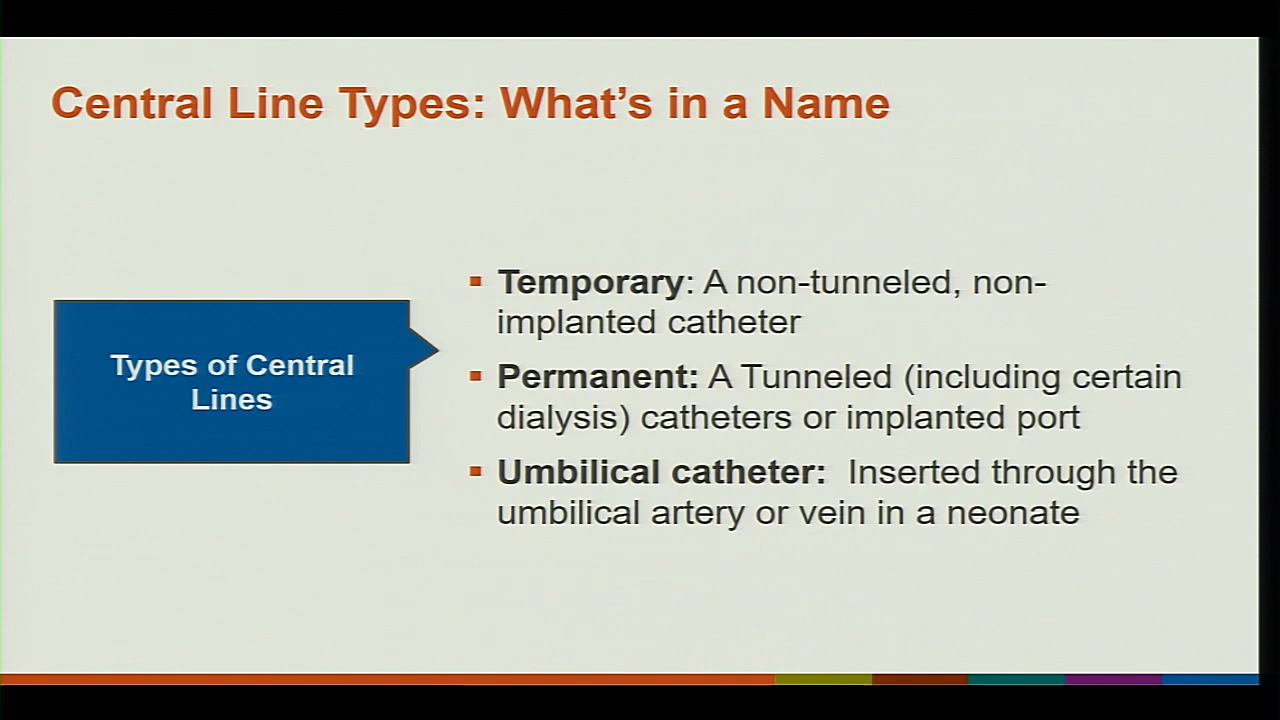 Central Line Types: What's in a Name
Types of Central
Lines
▪ Temporary: A non-tunneled, non-
implanted catheter
▪ Permanent: A Tunneled (including certain
dialysis) catheters or implanted port
▪ Umbilical catheter:  Inserted through the
umbilical artery or vein in a neonate